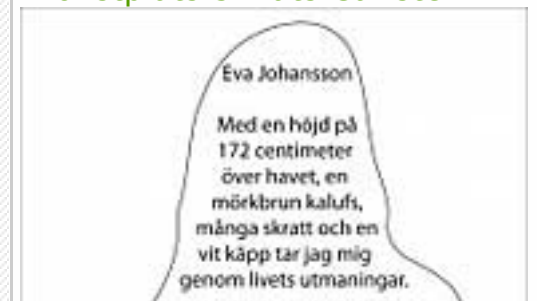 Eva Johansson
Med en höjd på
172 centimeter
över havet, en
mörkbrun kalufs,
många skratt och en
vit käpp tar jag mig
genom livets utmaningar.